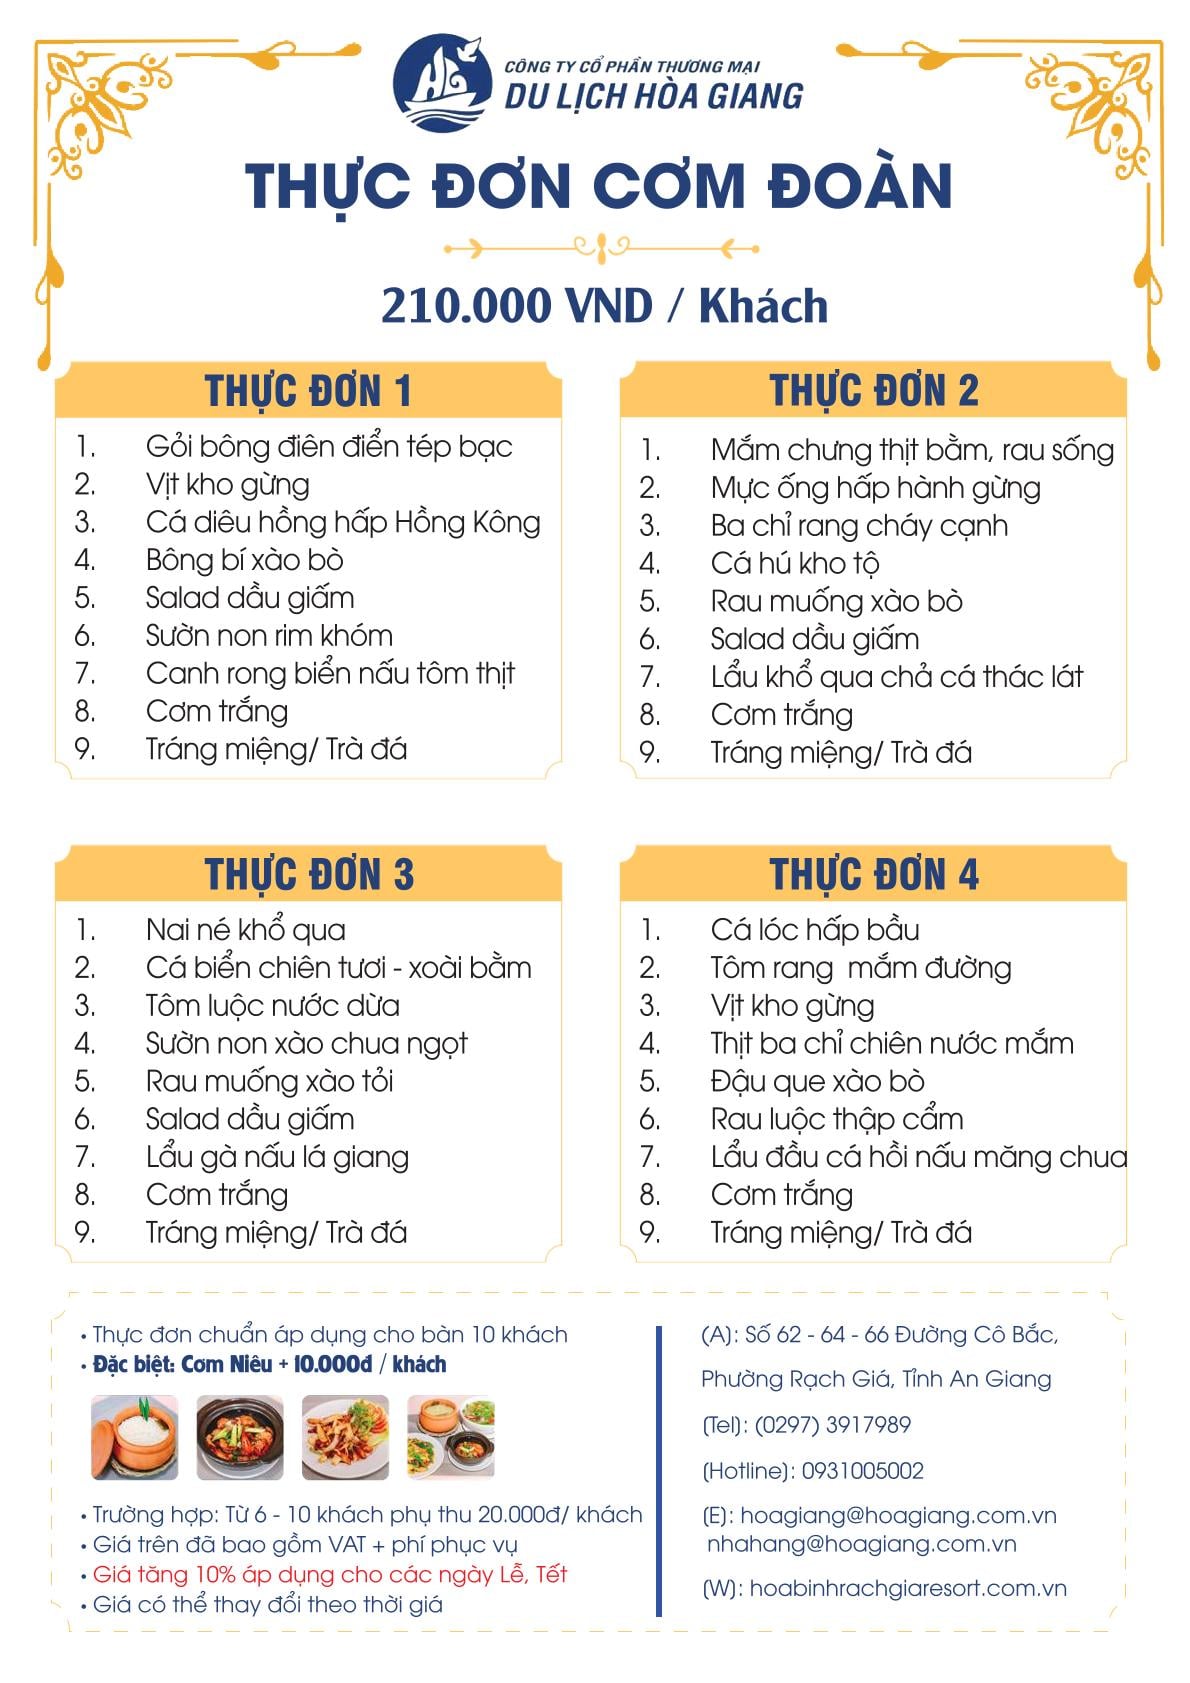 CÔNG TY CỔ PHẦN THƯƠNG MẠI
DU LỊCH HÒA GIANG
THỰC ĐƠN CƠM ĐOÀN
210.000 VND / Khách
THỰC ĐƠN 1
1. Gỏi bông điên điển tép bạc
2. Vịt kho gừng
3. Cá diêu hồng hấp Hồng Kông
4. Bông bí xào bò
5. Salad dầu giấm
6. Sườn non rim khóm
7. Canh rong biển nấu tôm thịt
8. Cơm trắng
9. Tráng miệng/ Trà đá
THỰC ĐƠN 2
1. Mắm chưng thịt bằm, rau sống
2. Mực ống hấp hành gừng
3. Ba chỉ rang cháy cạnh
4. Cá hú kho tộ
5. Rau muống xào bò
6. Salad dầu giấm
7. Lẩu khổ qua chả cá thác lát
8. Cơm trắng
9. Tráng miệng/ Trà đá
THỰC ĐƠN 3
1. Nai né khổ qua
2. Cá biển chiên tươi - xoài bằm
3. Tôm luộc nước dừa
4. Sườn non xào chua ngọt
5. Rau muống xào tỏi
6. Salad dầu giấm
7. Lẩu gà nấu lá giang
8. Cơm trắng
9. Tráng miệng/ Trà đá
THỰC ĐƠN 4
1. Cá lóc hấp bầu
2. Tôm rang mắm đường
3. Vịt kho gừng
4. Thịt ba chỉ chiên nước mắm
5. Đậu que xào bò
6. Rau luộc thập cẩm
7. Lẩu đầu cá hồi nấu măng chua
8. Cơm trắng
9. Tráng miệng/ Trà đá
• Thực đơn chuẩn áp dụng cho bàn 10 khách
• Đặc biệt: Cơm Niêu + 10.000đ / khách
• Trường hợp: Từ 6 - 10 khách phụ thu 20.000đ/ khách
• Giá trên đã bao gồm VAT + phí phục vụ
• Giá tăng 10% áp dụng cho các ngày Lễ, Tết
• Giá có thể thay đổi theo thời giá
(A): Số 62 - 64 - 66 Đường Cô Bắc,
Phường Rạch Giá, Tỉnh An Giang
(Tel): (0297) 3917989
(Hotline): 0931005002
(E): hoagiang@hoagiang.com.vn
nhahang@hoagiang.com.vn
(W): hoabinhrachgiaresort.com.vn